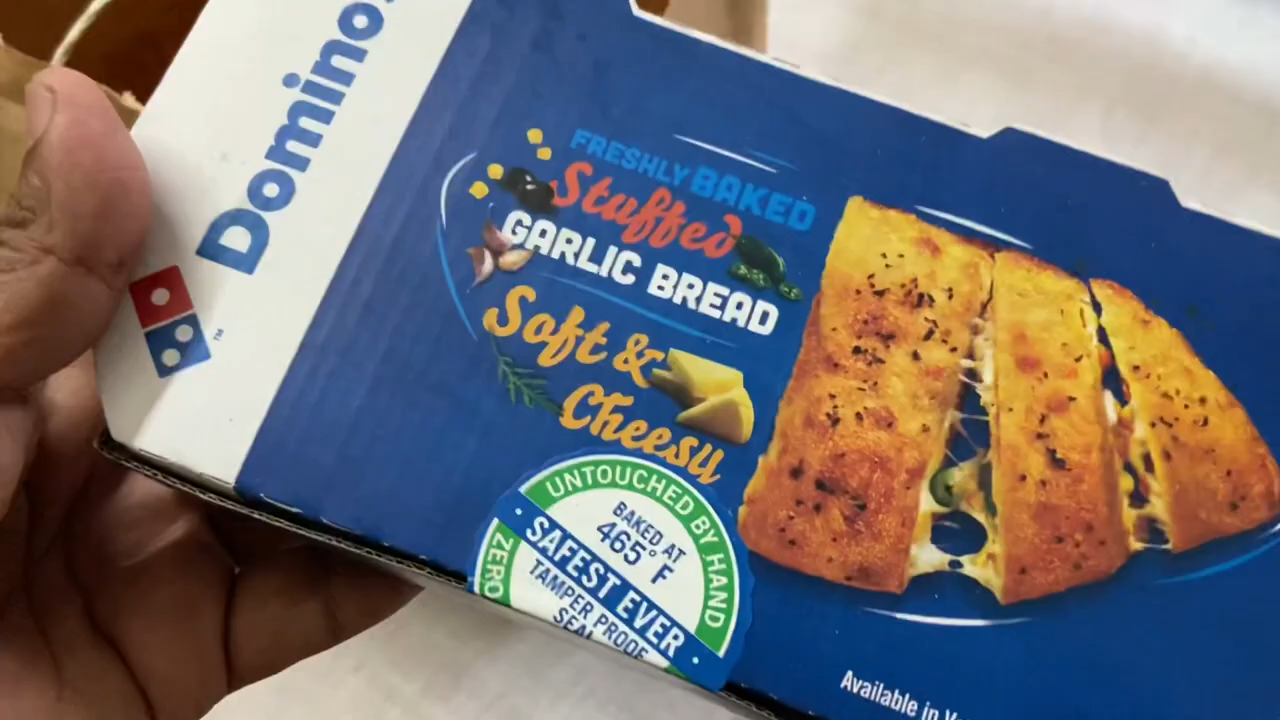 Domino's
™
FRESHLY BAKED
Stuffed
GARLIC BREAD
Soft &
Cheesy
UNTOUCHED BY HAND
BAKED AT
465° F
SAFEST EVER
ZERO
TAMPER PROOF
SEAL
Available in